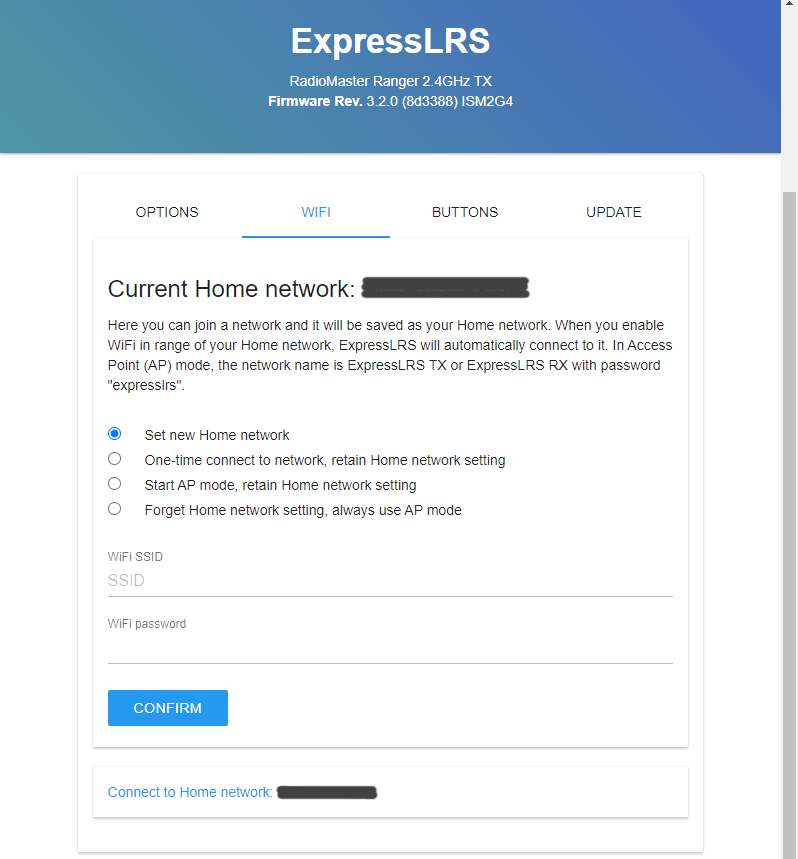 ExpressLRS
RadioMaster Ranger 2.4GHz TX
Firmware Rev. 3.2.0 (8d3388) ISM2G4
OPTIONS WIFI BUTTONS UPDATE
Current Home network:
Here you can join a network and it will be saved as your Home network. When you enable
WiFi in range of your Home network, ExpressLRS will automatically connect to it. In Access
Point (AP) mode, the network name is ExpressLRS TX or ExpressLRS RX with password
"expresslrs".
Set new Home network
One-time connect to network, retain Home network setting
Start AP mode, retain Home network setting
Forget Home network setting, always use AP mode
WiFi SSID
SSID
WiFi password
CONFIRM
Connect to Home network: